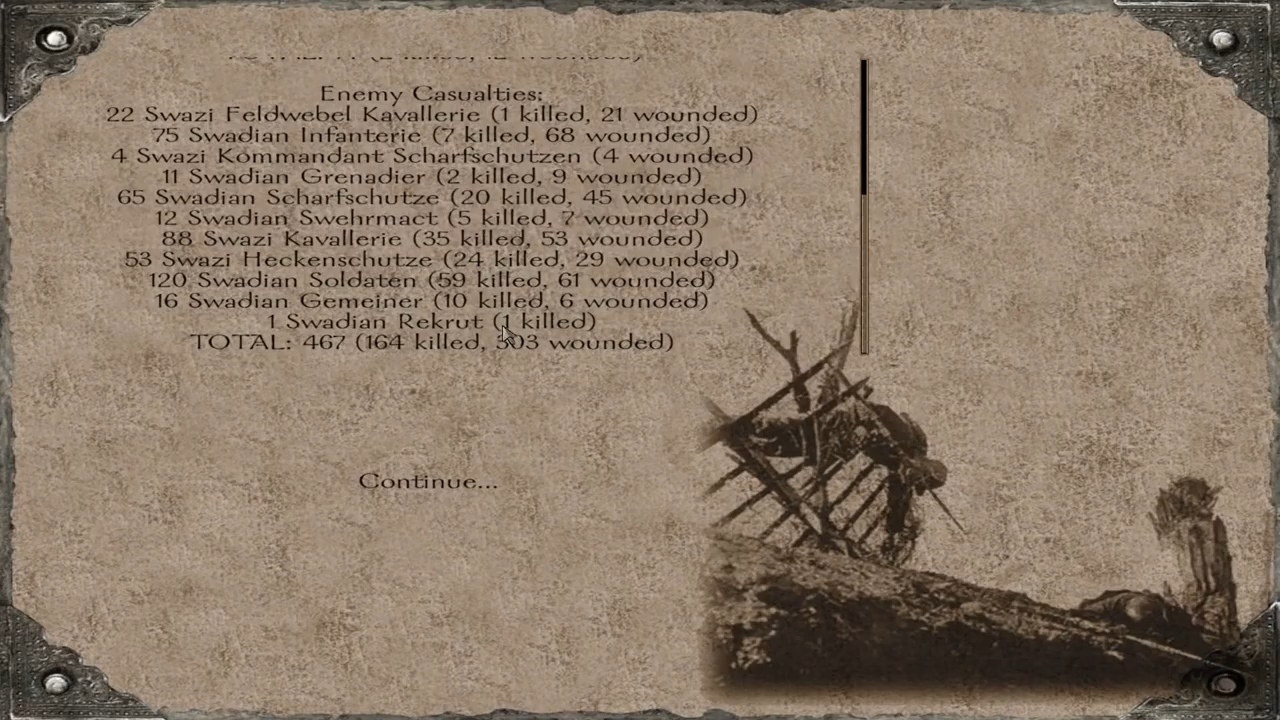 Enemy Casualties:
22 Swazi Feldwebel Kavallerie (1 killed, 21 wounded)
75 Swadian Infanterie (7 killed, 68 wounded)
4 Swazi Kommandant Scharfschutzen (4 wounded)
11 Swadian Grenadier (2 killed, 9 wounded)
65 Swadian Scharfschutze (20 killed, 45 wounded)
12 Swadian Swehrmact (5 killed, 7 wounded)
88 Swazi Kavallerie (35 killed, 53 wounded)
53 Swazi Heckenschutze (24 killed, 29 wounded)
120 Swadian Soldaten (59 killed, 61 wounded)
16 Swadian Gemeiner (10 killed, 6 wounded)
1 Swadian Rekrut (1 killed)
TOTAL: 467 (164 killed, 303 wounded)
Continue...